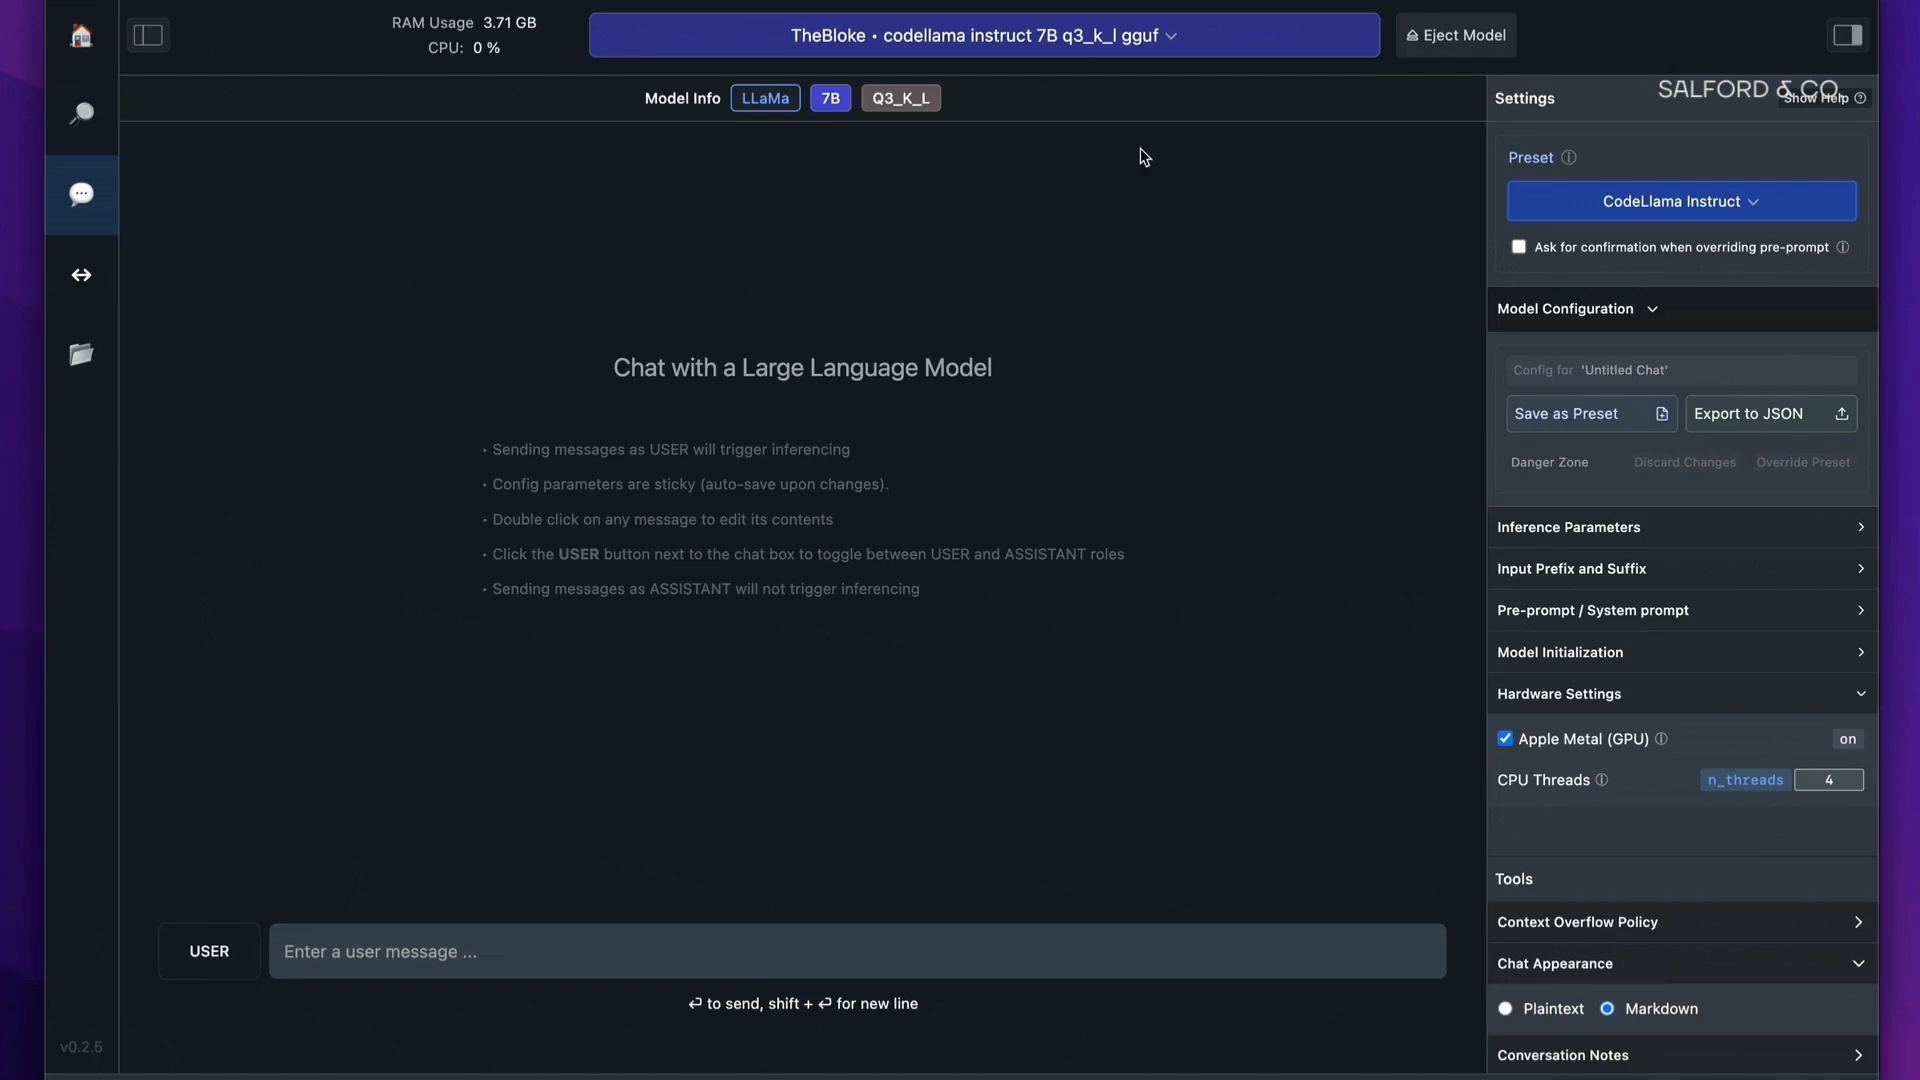 RAM Usage 3.71 GB
CPU: 0 %
TheBloke • codellama instruct 7B q3_k_l gguf
Eject Model
Model Info LLaMa 7B Q3_K_L
Settings
SALFORD & CO.
Show Help
Preset
CodeLlama Instruct
Ask for confirmation when overriding pre-prompt
Model Configuration
Config for 'Untitled Chat'
Save as Preset
Export to JSON
Danger Zone
Discard Changes
Override Preset
Chat with a Large Language Model
• Sending messages as USER will trigger inferencing
• Config parameters are sticky (auto-save upon changes).
• Double click on any message to edit its contents
• Click the USER button next to the chat box to toggle between USER and ASSISTANT roles
• Sending messages as ASSISTANT will not trigger inferencing
Inference Parameters
Input Prefix and Suffix
Pre-prompt / System prompt
Model Initialization
Hardware Settings
Apple Metal (GPU) on
CPU Threads n_threads 4
Tools
Context Overflow Policy
Chat Appearance
Plaintext Markdown
Conversation Notes
USER
Enter a user message ...
⏎ to send, shift + ⏎ for new line
v0.2.5